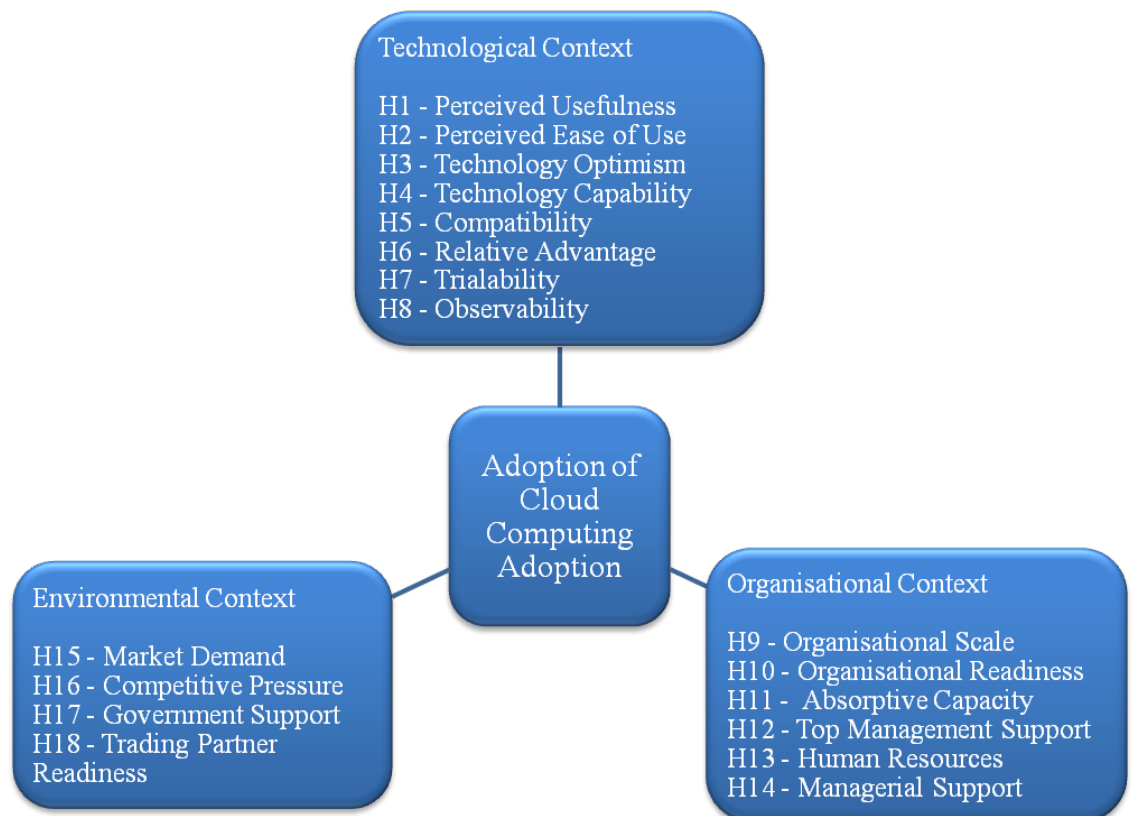 Technological Context
H1 - Perceived Usefulness
H2 - Perceived Ease of Use
H3 - Technology Optimism
H4 - Technology Capability
H5 - Compatibility
H6 - Relative Advantage
H7 - Trialability
H8 - Observability
Adoption of
Cloud
Computing
Adoption
Environmental Context
H15 - Market Demand
H16 - Competitive Pressure
H17 - Government Support
H18 - Trading Partner
Readiness
Organisational Context
H9 - Organisational Scale
H10 - Organisational Readiness
H11 - Absorptive Capacity
H12 - Top Management Support
H13 - Human Resources
H14 - Managerial Support